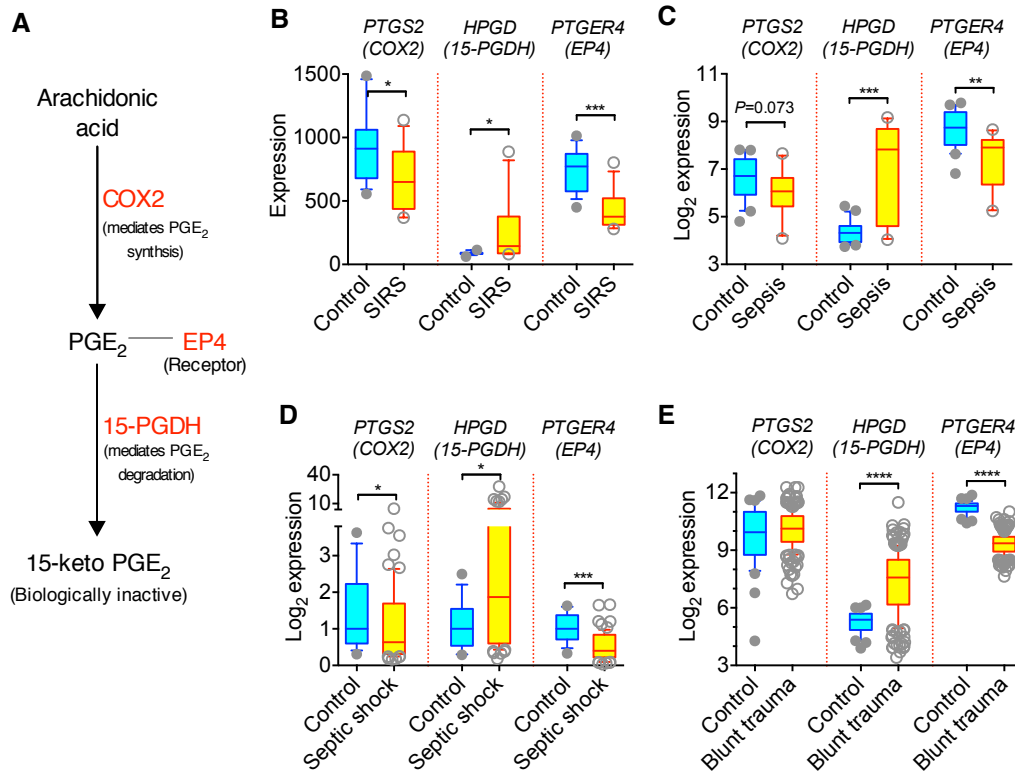 A
Arachidonic
acid
COX2
(mediates PGE₂
synthsis)
PGE₂
EP4
(Receptor)
15-PGDH
(mediates PGE₂
degradation)
15-keto PGE₂
(Biologically inactive)
B
PTGS2 HPGD PTGER4
(COX2) (15-PGDH) (EP4)
1500
1000
500
0
Expression
* * ***
Control SIRS Control SIRS Control SIRS
C
PTGS2 HPGD PTGER4
(COX2) (15-PGDH) (EP4)
11
9
7
5
3
Log₂ expression
P=0.073 *** **
Control Sepsis Control Sepsis Control Sepsis
D
PTGS2 HPGD PTGER4
(COX2) (15-PGDH) (EP4)
40
10
3
2
1
0
Log₂ expression
* * ***
Control Septic shock Control Septic shock Control Septic shock
E
PTGS2 HPGD PTGER4
(COX2) (15-PGDH) (EP4)
12
9
6
3
Log₂ expression
**** ****
Control Blunt trauma Control Blunt trauma Control Blunt trauma